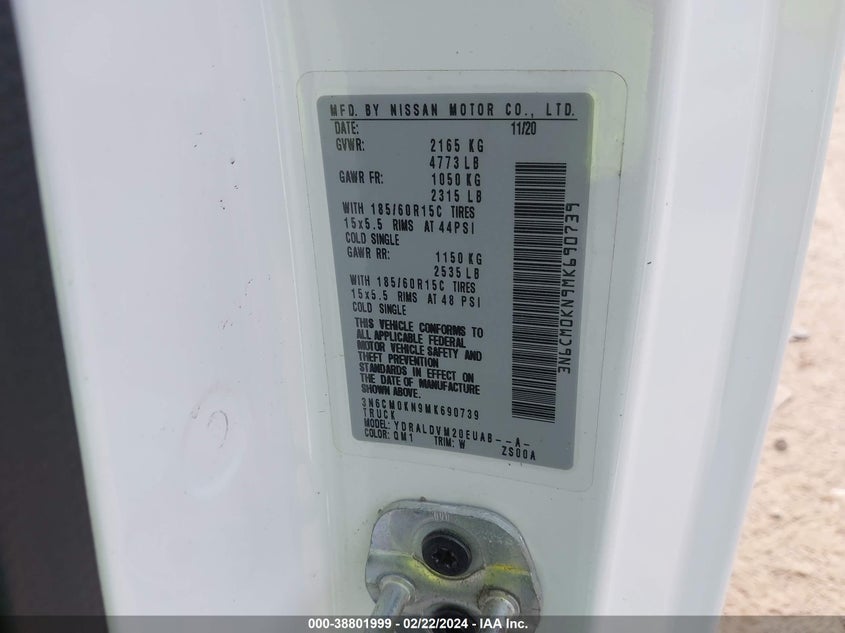 MFD. BY NISSAN MOTOR CO., LTD.
DATE: 11/20
GVWR: 2165 KG
4773 LB
GAWR FR: 1050 KG
2315 LB
WITH 185/60R15C TIRES
15x5.5 RIMS AT 44PSI
COLD SINGLE
GAWR RR: 1150 KG
2535 LB
WITH 185/60R15C TIRES
15x5.5 RIMS AT 48 PSI
COLD SINGLE
THIS VEHICLE CONFORMS TO
ALL APPLICABLE FEDERAL
MOTOR VEHICLE SAFETY AND
THEFT PREVENTION
STANDARDS IN EFFECT ON
THE DATE OF MANUFACTURE
SHOWN ABOVE.
3N6CM0KN9MK690739
TRUCK
MODEL: YDRALDVM20EUAB--A-
COLOR: QM1 TRIM: W ZS00A
3N6CM0KN9MK690739
000-38801999 - 02/22/2024 - IAA Inc.